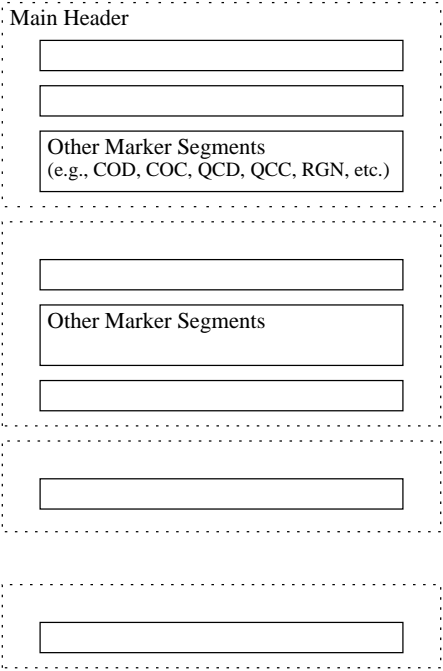 Main Header
Other Marker Segments
(e.g., COD, COC, QCD, QCC, RGN, etc.)
Other Marker Segments